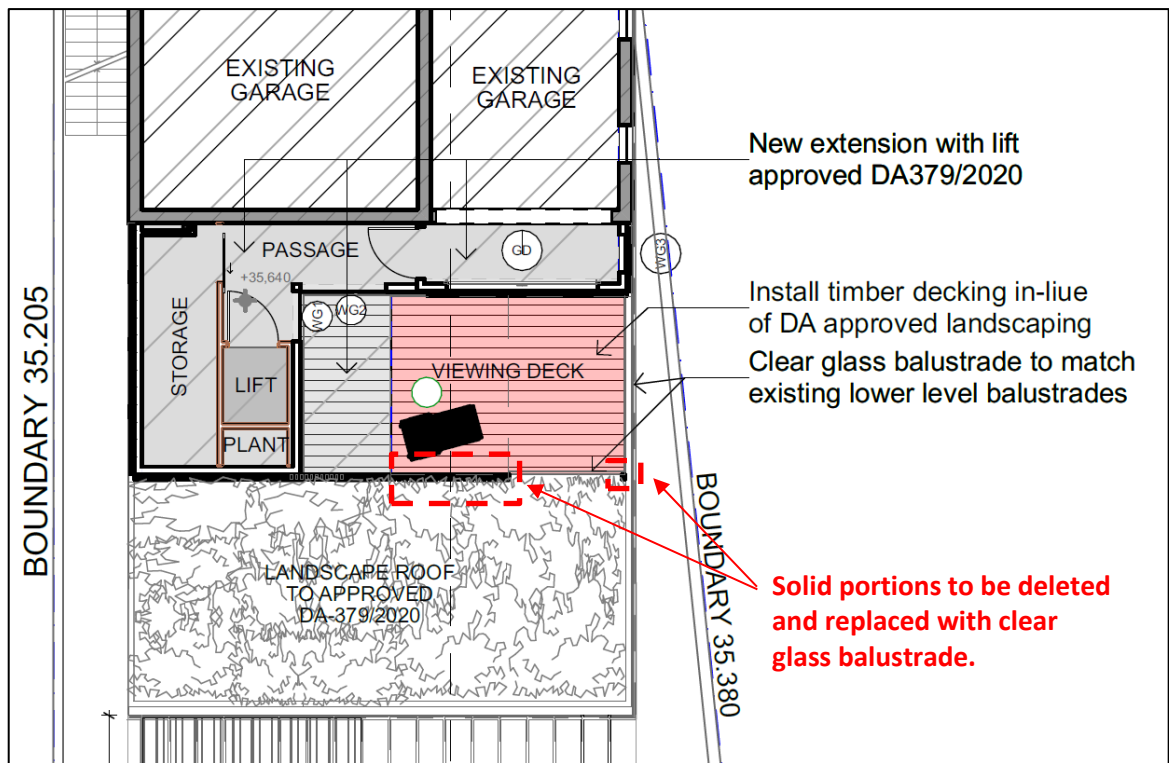 EXISTING
GARAGE
EXISTING
GARAGE
New extension with lift
approved DA379/2020
PASSAGE
GD
WG3
+35,640
Install timber decking in-liue
of DA approved landscaping
WG1
WG2
STORAGE
LIFT
VIEWING DECK
Clear glass balustrade to match
existing lower level balustrades
PLANT
BOUNDARY 35.205
BOUNDARY 35.380
LANDSCAPE ROOF
TO APPROVED
DA-379/2020
Solid portions to be deleted
and replaced with clear
glass balustrade.